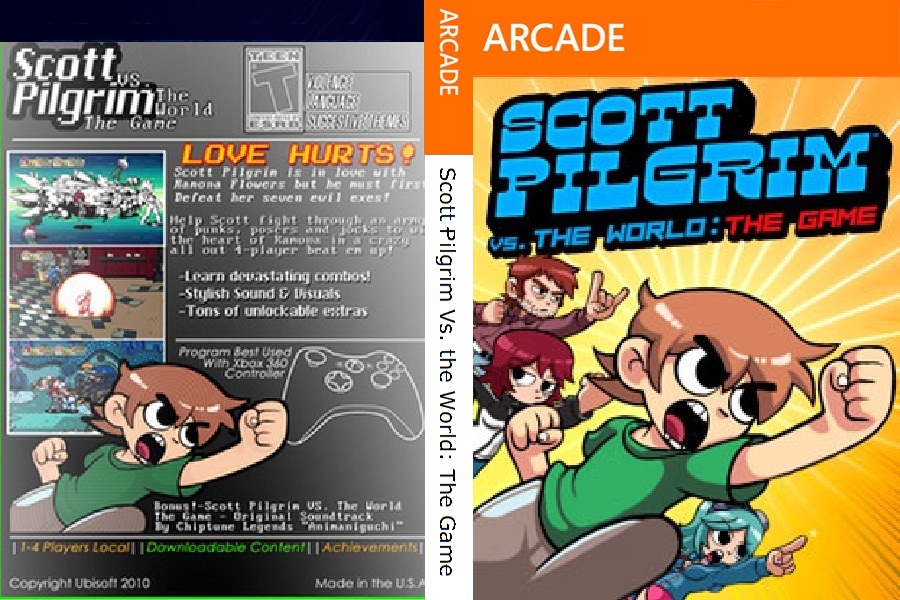 Scott
vs.
Pilgrim The
World
The Game
TEEN
T
VIOLENCE
LANGUAGE
SUGGESTIVE THEMES
LOVE HURTS!
Scott Pilgrim is in love with
Ramona Flowers but he must first
Defeat her seven evil exes!
Help Scott fight through an army
of punks, posers and jocks to wi
the heart of Ramona in a crazy
all out 4-player beat em up!
-Learn devastating combos!
-Stylish Sound & Visuals
-Tons of unlockable extras
Program Best Used
With Xbox 360
Controller
Bonus!-Scott Pilgrim VS. The World
The Game - Original Soundtrack
By Chiptune Legends "Animaniguchi"
|1-4 Players Local||Downloadable Content||Achievements|
Copyright Ubisoft 2010
Made in the U.S.A
ARCADE
Scott Pilgrim Vs. the World: The Game
ARCADE
SCOTT
PILGRIM™
VS. THE WORLD: THE GAME